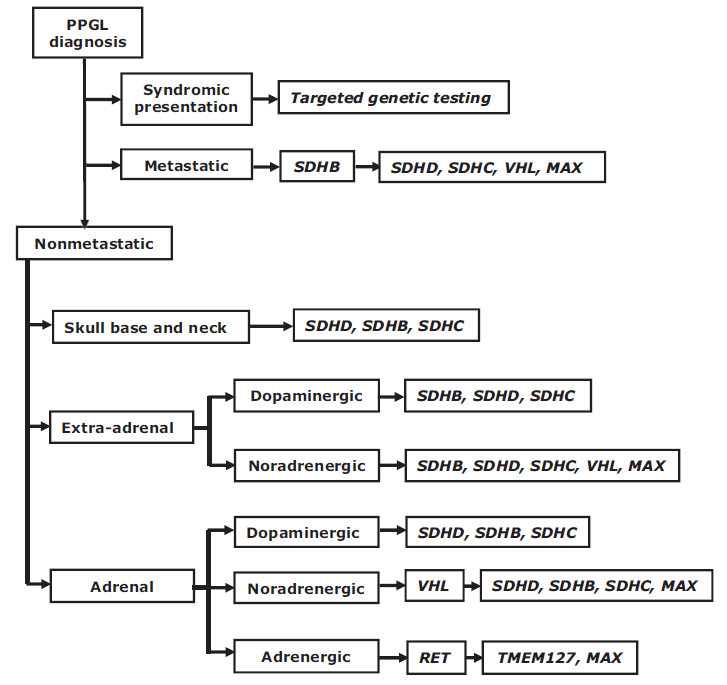 PPGL
diagnosis
Syndromic
presentation
Targeted genetic testing
Metastatic
SDHB
SDHD, SDHC, VHL, MAX
Nonmetastatic
Skull base and neck
SDHD, SDHB, SDHC
Extra-adrenal
Dopaminergic
SDHB, SDHD, SDHC
Noradrenergic
SDHB, SDHD, SDHC, VHL, MAX
Adrenal
Dopaminergic
SDHD, SDHB, SDHC
Noradrenergic
VHL
SDHD, SDHB, SDHC, MAX
Adrenergic
RET
TMEM127, MAX